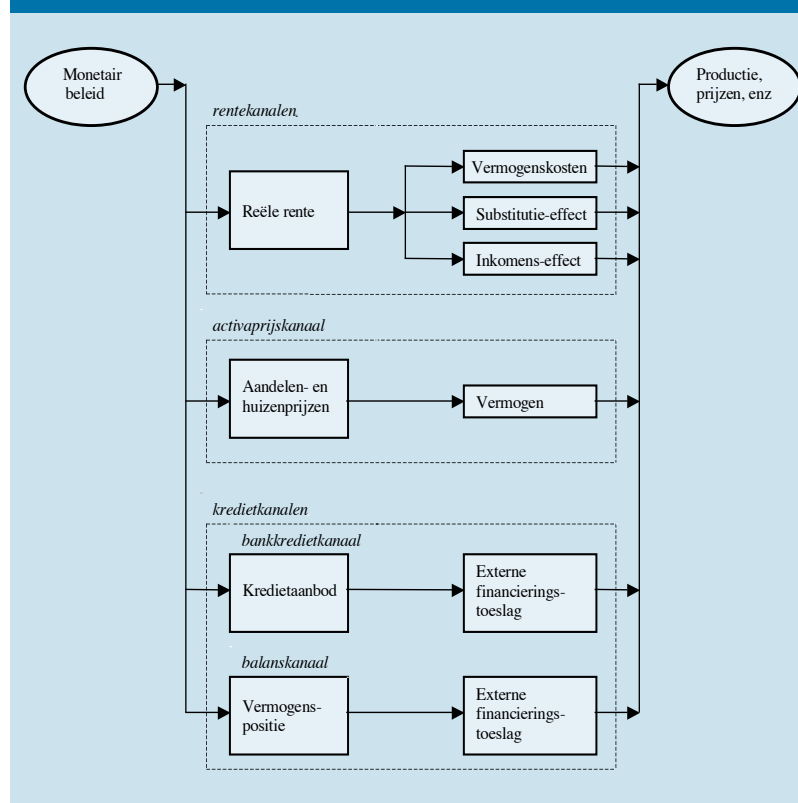 Monetair
beleid
Productie,
prijzen, enz
rentekanalen
Reële rente
Vermogenskosten
Substitutie-effect
Inkomens-effect
activaprijskanaal
Aandelen- en
huizenprijzen
Vermogen
kredietkanalen
bankkredietkanaal
Kredietaanbod
Externe
financierings-
toeslag
balanskanaal
Vermogens-
positie
Externe
financierings-
toeslag